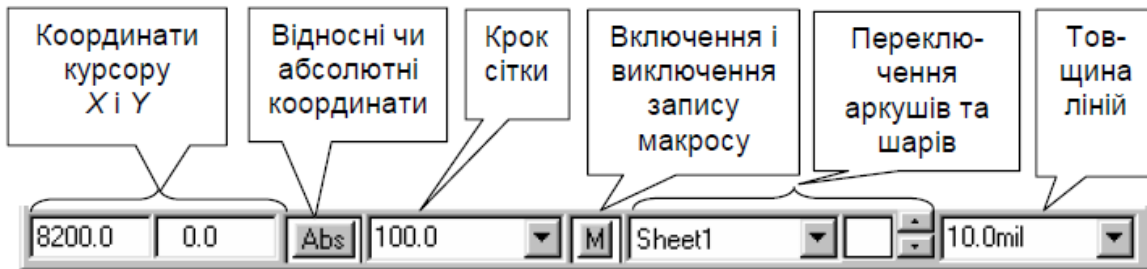 Координати
курсору
X і Y
Відносні чи
абсолютні
координати
Крок
сітки
Включення і
виключення
запису
макросу
Переклю-
чення
аркушів та
шарів
Тов-
щина
ліній
8200.0 0.0 Abs 100.0 M Sheet1 10.0mil